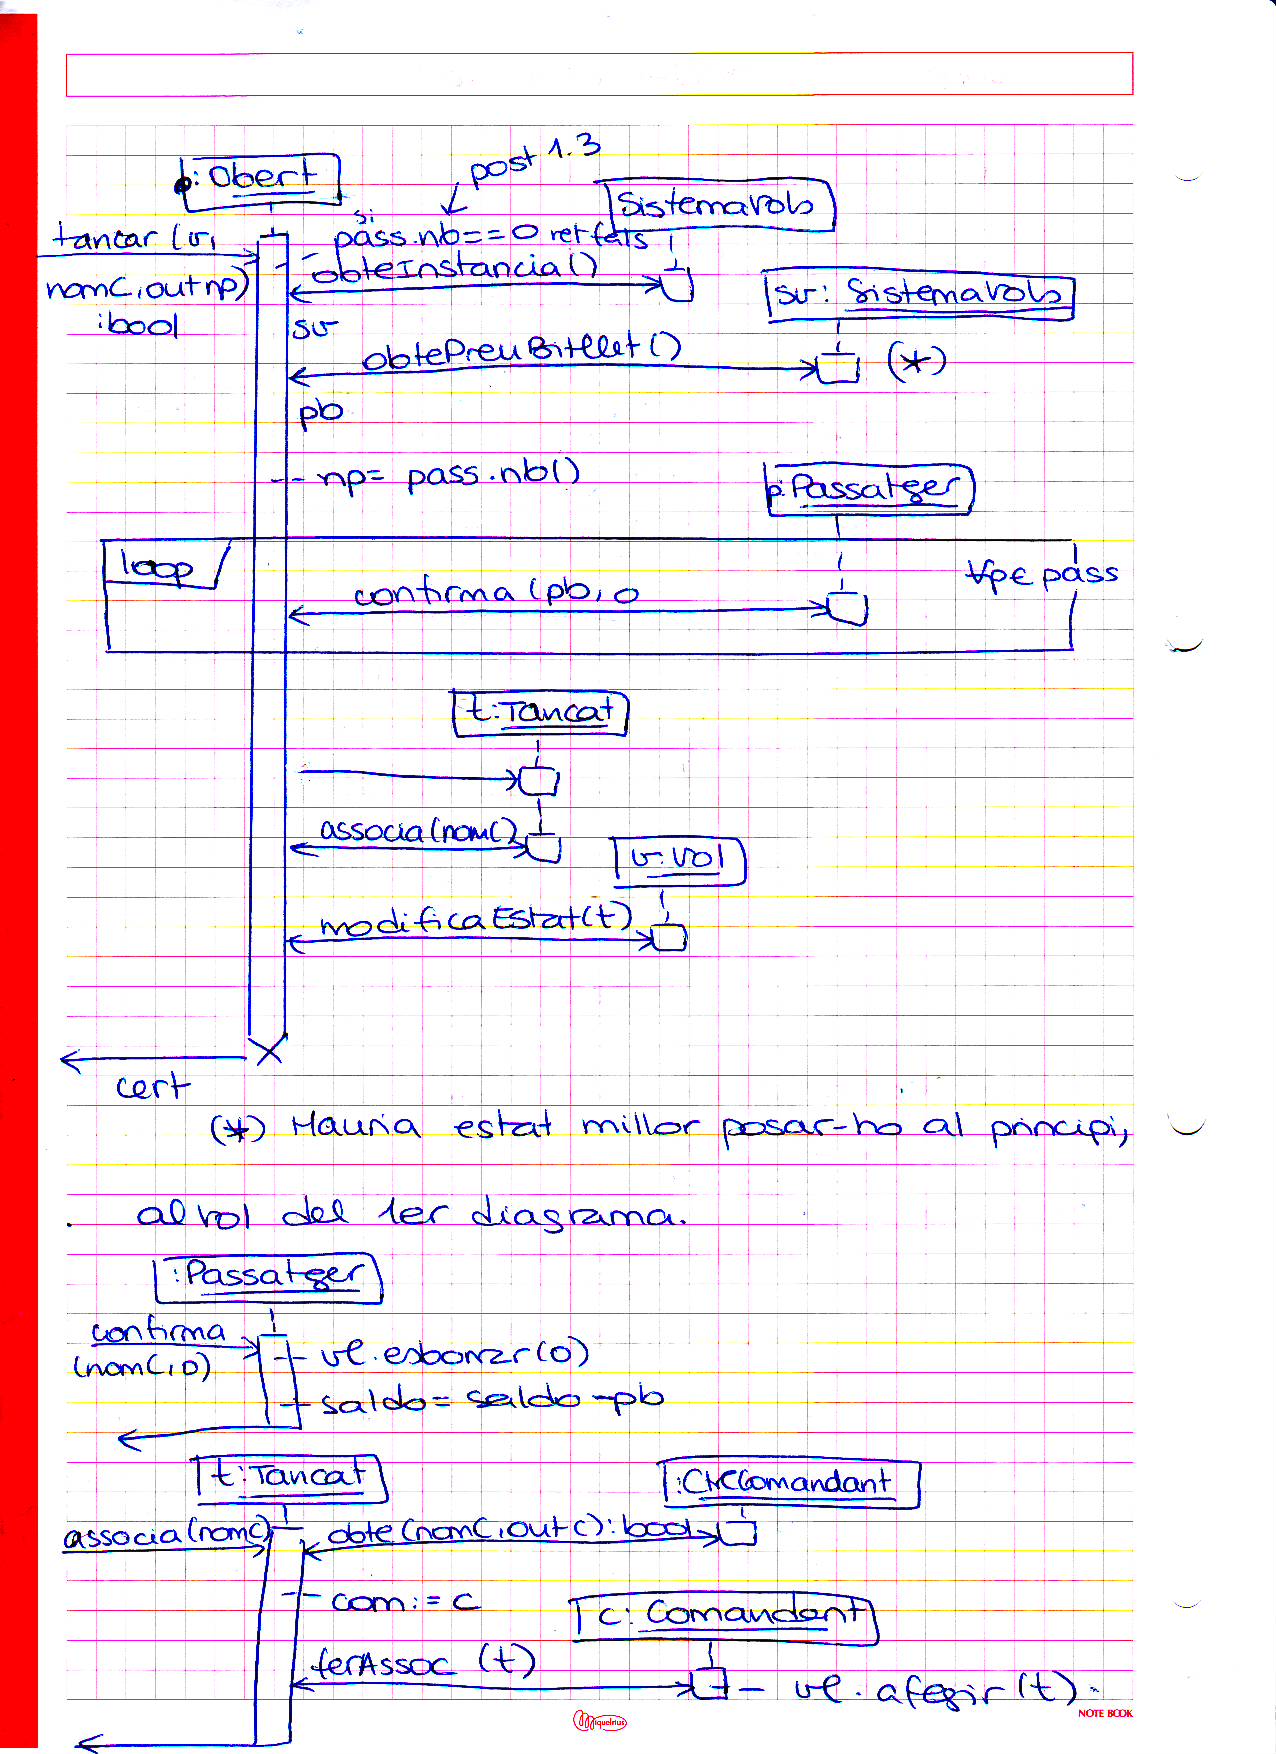 post 1.3
o: Obert
SistemaVols
si
tancar (v,
pass.nb==0 ret fals
obteInstancia()
nomC, out np)
sv: SistemaVols
:bool
sv
obtePreuBitllet()
(*)
pb
-- np= pass.nb()
p:Passatger
loop
∀p∈ pass
confirma (pb, o
t:Tancat
associa(nomC)
v:Vol
modificaEstat(t)
cert
(*) Hauria estat millor posar-ho al principi,
al vol del 1er diagrama.
:Passatger
confirma
(nomC, o)
vl.esborrar(o)
saldo= saldo -pb
t:Tancat
:CtrlComandant
associa(nomC)
obte(nomC, out c): bool
-- com:= c
c: Comandant
ferAssoc (t)
- vl.afegir(t).
Miquelrius
NOTE BOOK